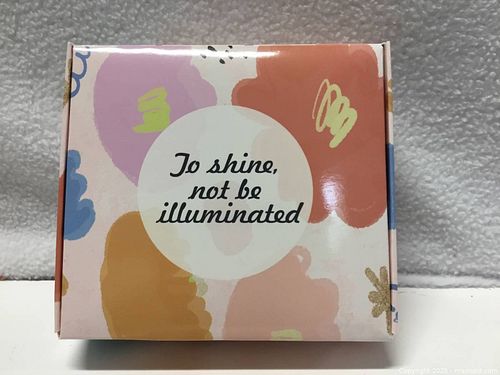 To shine,
not be
illuminated